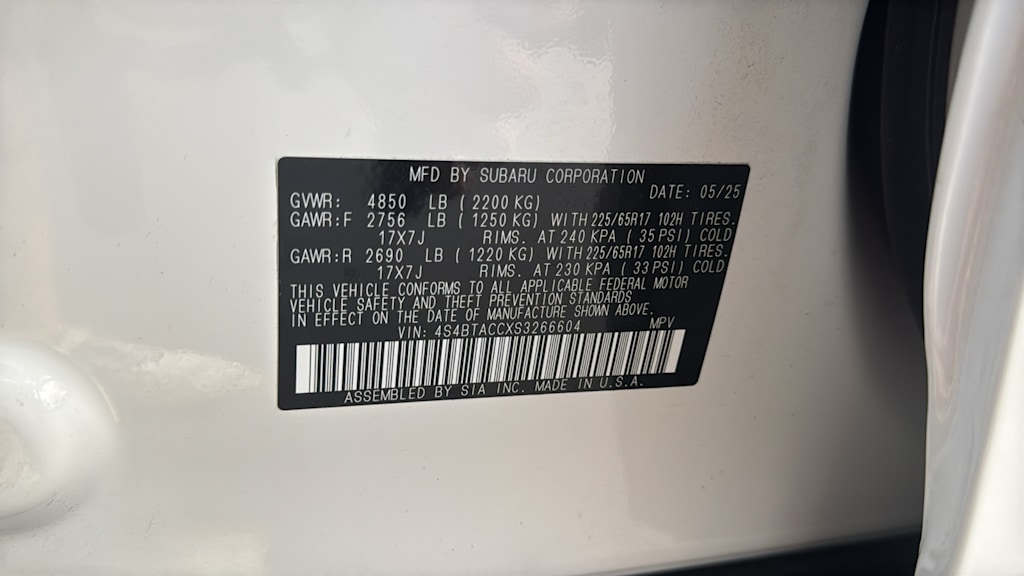 MFD BY SUBARU CORPORATION
DATE: 05/25
GVWR: 4850 LB ( 2200 KG)
GAWR:F 2756 LB ( 1250 KG) WITH 225/65R17 102H TIRES.
17X7J RIMS. AT 240 KPA ( 35 PSI) COLD
GAWR:R 2690 LB ( 1220 KG) WITH 225/65R17 102H TIRES.
17X7J RIMS. AT 230 KPA ( 33 PSI) COLD
THIS VEHICLE CONFORMS TO ALL APPLICABLE FEDERAL MOTOR
VEHICLE SAFETY AND THEFT PREVENTION STANDARDS
IN EFFECT ON THE DATE OF MANUFACTURE SHOWN ABOVE.
VIN: 4S4BTACCXS3266604 MPV
ASSEMBLED BY SIA INC. MADE IN U.S.A.